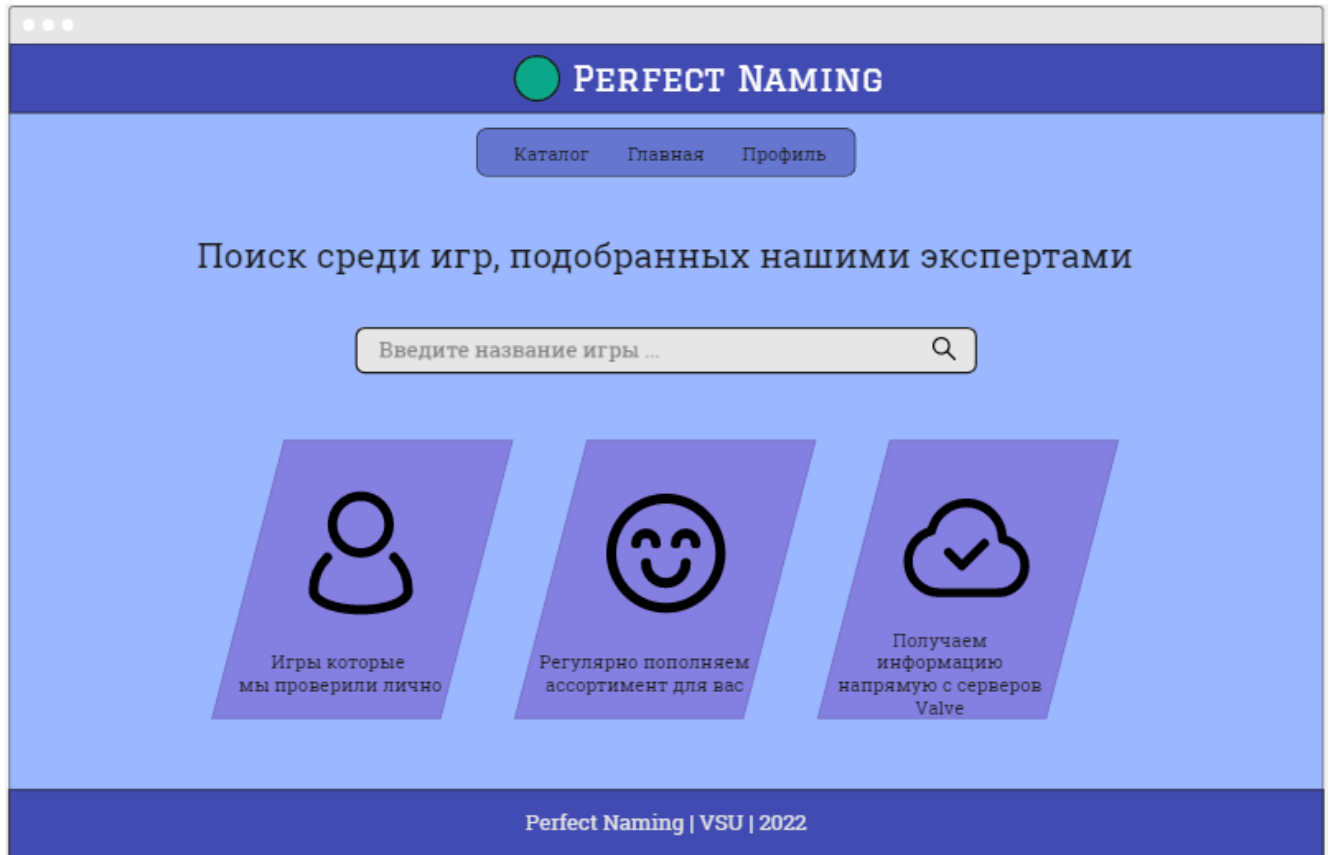 Perfect Naming
Каталог Главная Профиль
Поиск среди игр, подобранных нашими экспертами
Введите название игры ...
Игры которые
мы проверили лично
Регулярно пополняем
ассортимент для вас
Получаем
информацию
напрямую с серверов
Valve
Perfect Naming | VSU | 2022